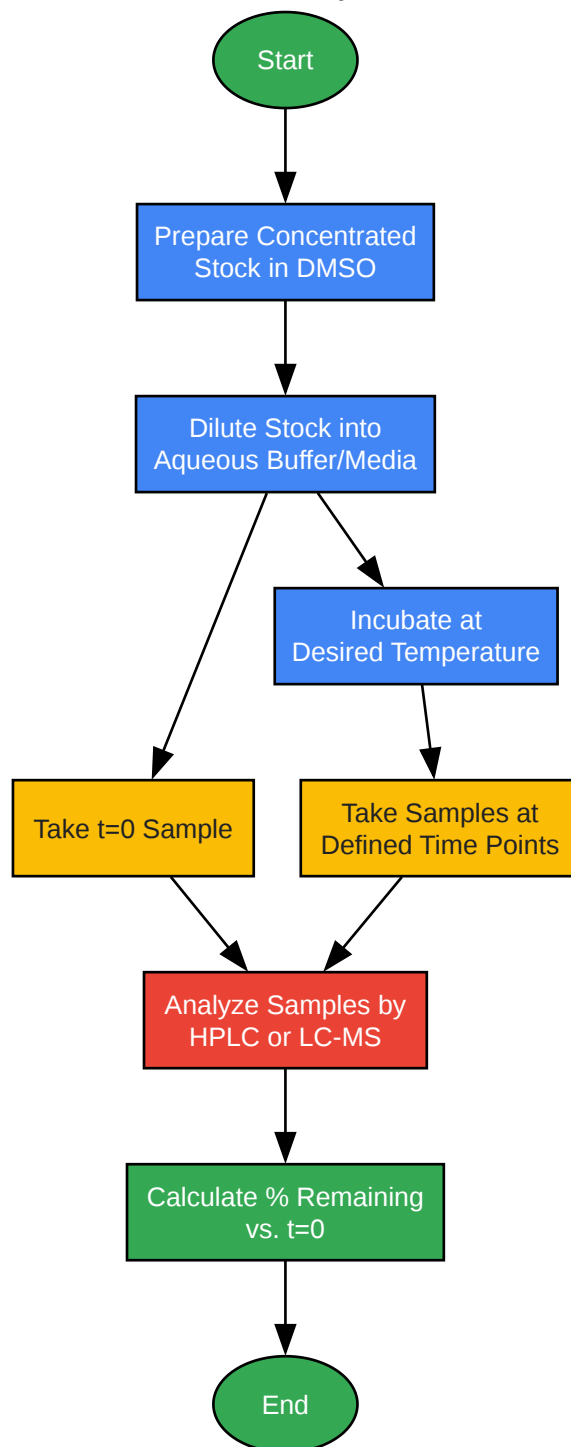 Start
Prepare Concentrated
Stock in DMSO
Dilute Stock into
Aqueous Buffer/Media
Incubate at
Desired Temperature
Take t=0 Sample
Take Samples at
Defined Time Points
Analyze Samples by
HPLC or LC-MS
Calculate % Remaining
vs. t=0
End